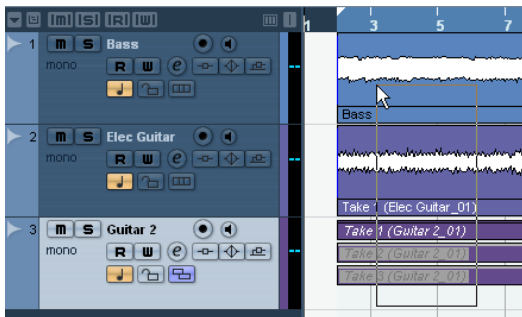 m S R W 1 3 5 7
1 m S Bass
mono R W e
Bass
2 m S Elec Guitar
mono R W e
Take 1 (Elec Guitar_01)
3 m S Guitar 2
mono R W e
Take 1 (Guitar 2_01)
Take 2 (Guitar 2_01)
Take 3 (Guitar 2_01)